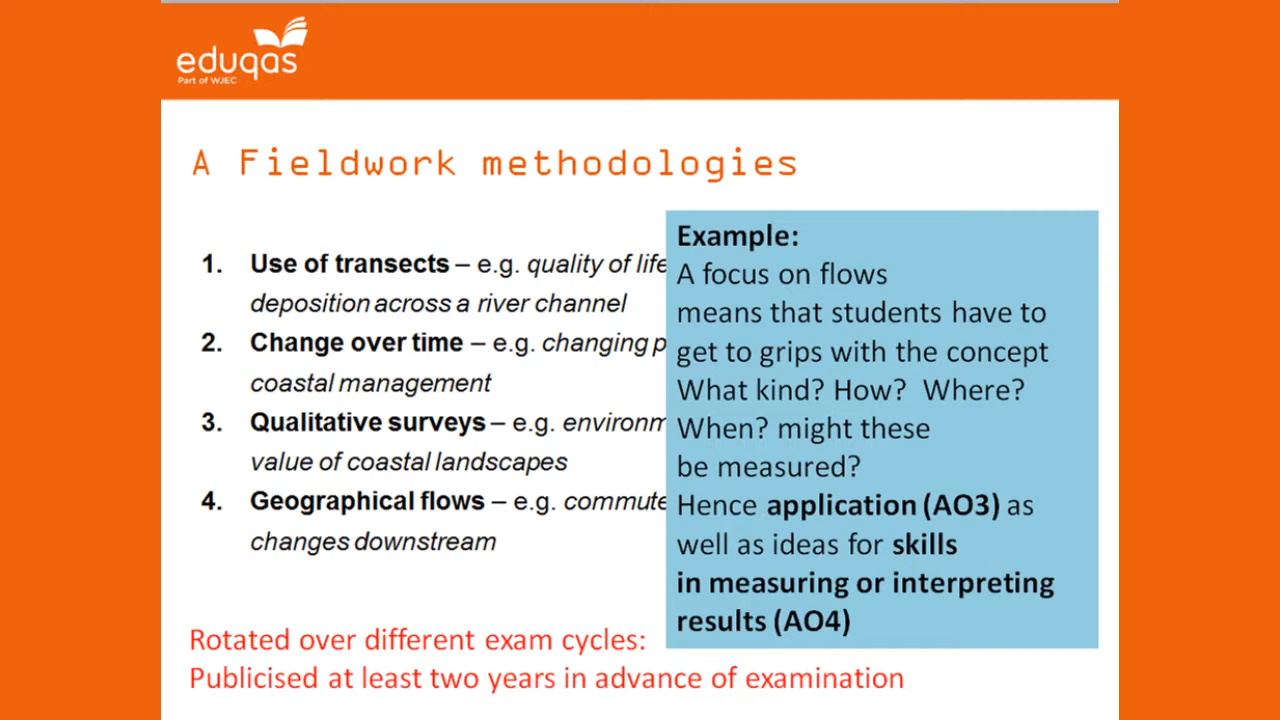 eduqas
Part of WJEC
A Fieldwork methodologies
1. Use of transects – e.g. quality of life
deposition across a river channel
2. Change over time – e.g. changing
coastal management
3. Qualitative surveys – e.g.
value of coastal landscapes
4. Geographical flows – e.g. commute
changes downstream
Example:
A focus on flows
means that students have to
get to grips with the concept
What kind? How? Where?
When? might these
be measured?
Hence application (AO3) as
well as ideas for skills
in measuring or interpreting
results (AO4)
Rotated over different exam cycles:
Publicised at least two years in advance of examination